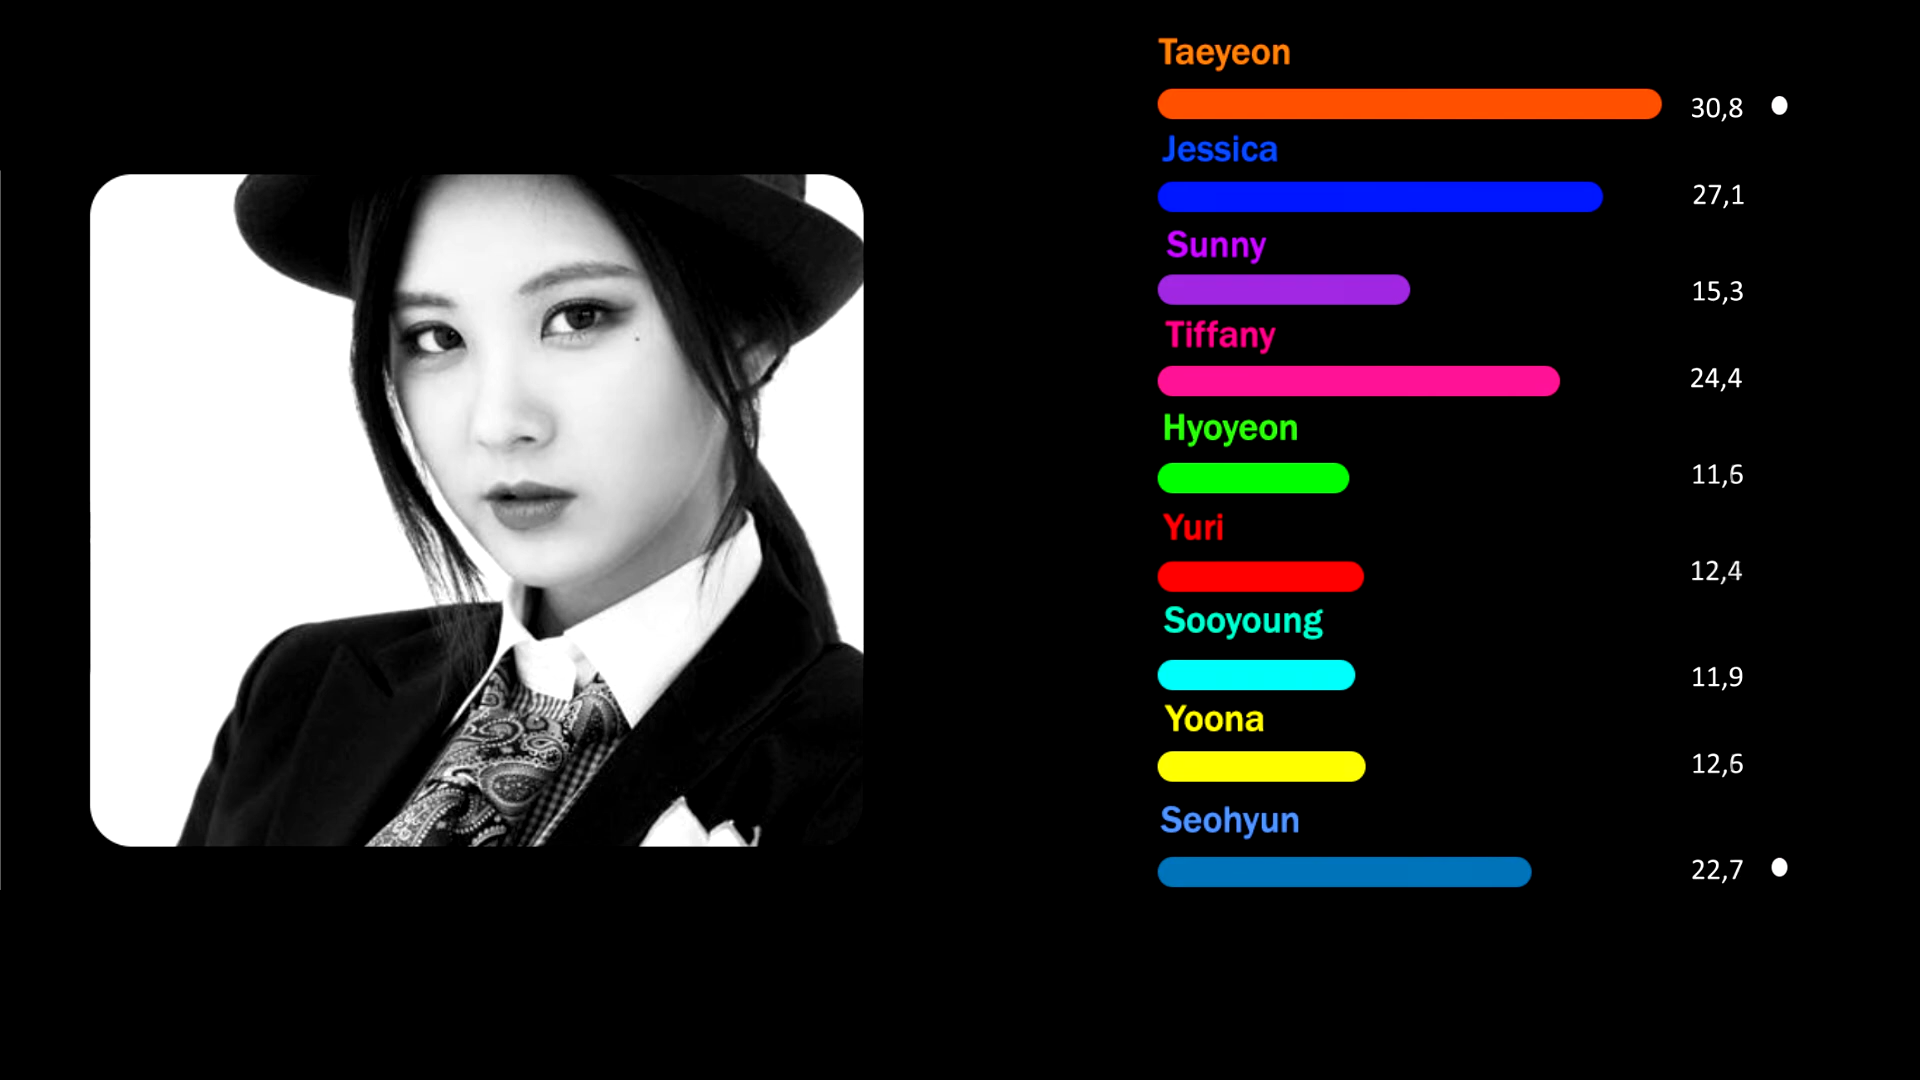 Taeyeon
30,8
Jessica
27,1
Sunny
15,3
Tiffany
24,4
Hyoyeon
11,6
Yuri
12,4
Sooyoung
11,9
Yoona
12,6
Seohyun
22,7